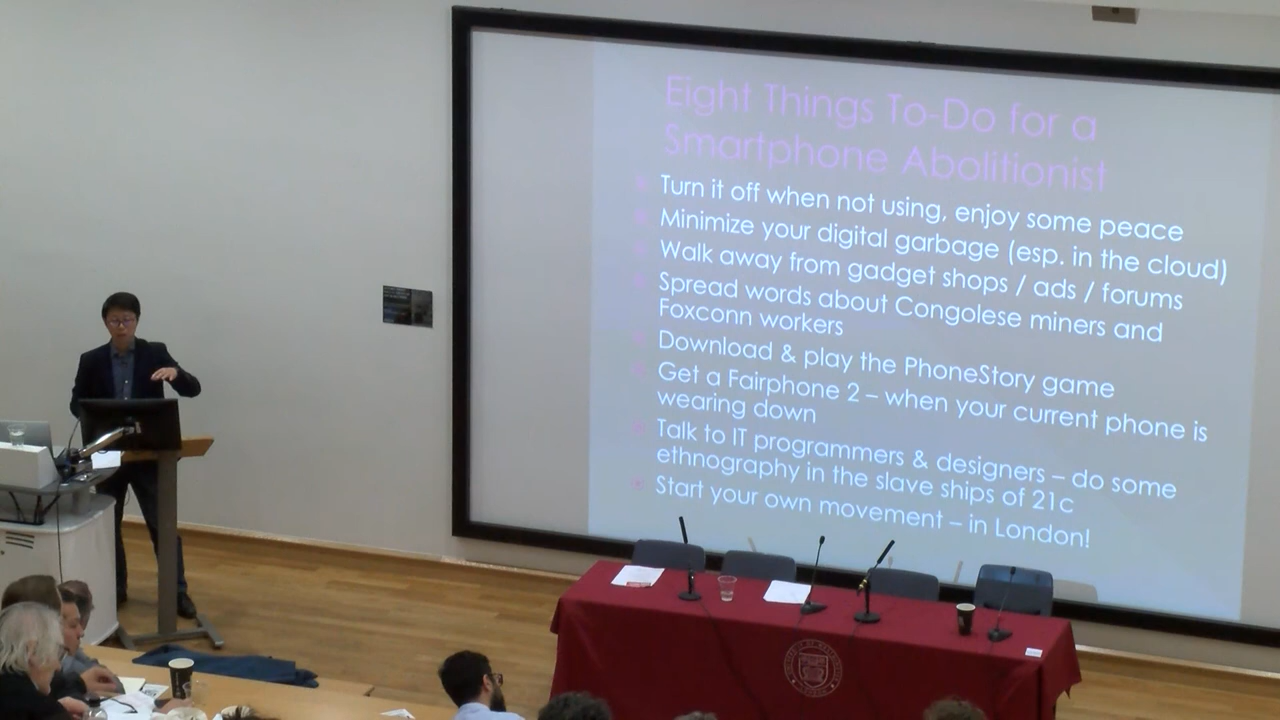 Eight Things To-Do for a
Smartphone Abolitionist
Turn it off when not using, enjoy some peace
Minimize your digital garbage (esp. in the cloud)
Walk away from gadget shops / ads / forums
Spread words about Congolese miners and
Foxconn workers
Download & play the PhoneStory game
Get a Fairphone 2 – when your current phone is
wearing down
Talk to IT programmers & designers – do some
ethnography in the slave ships of 21c
Start your own movement – in London!